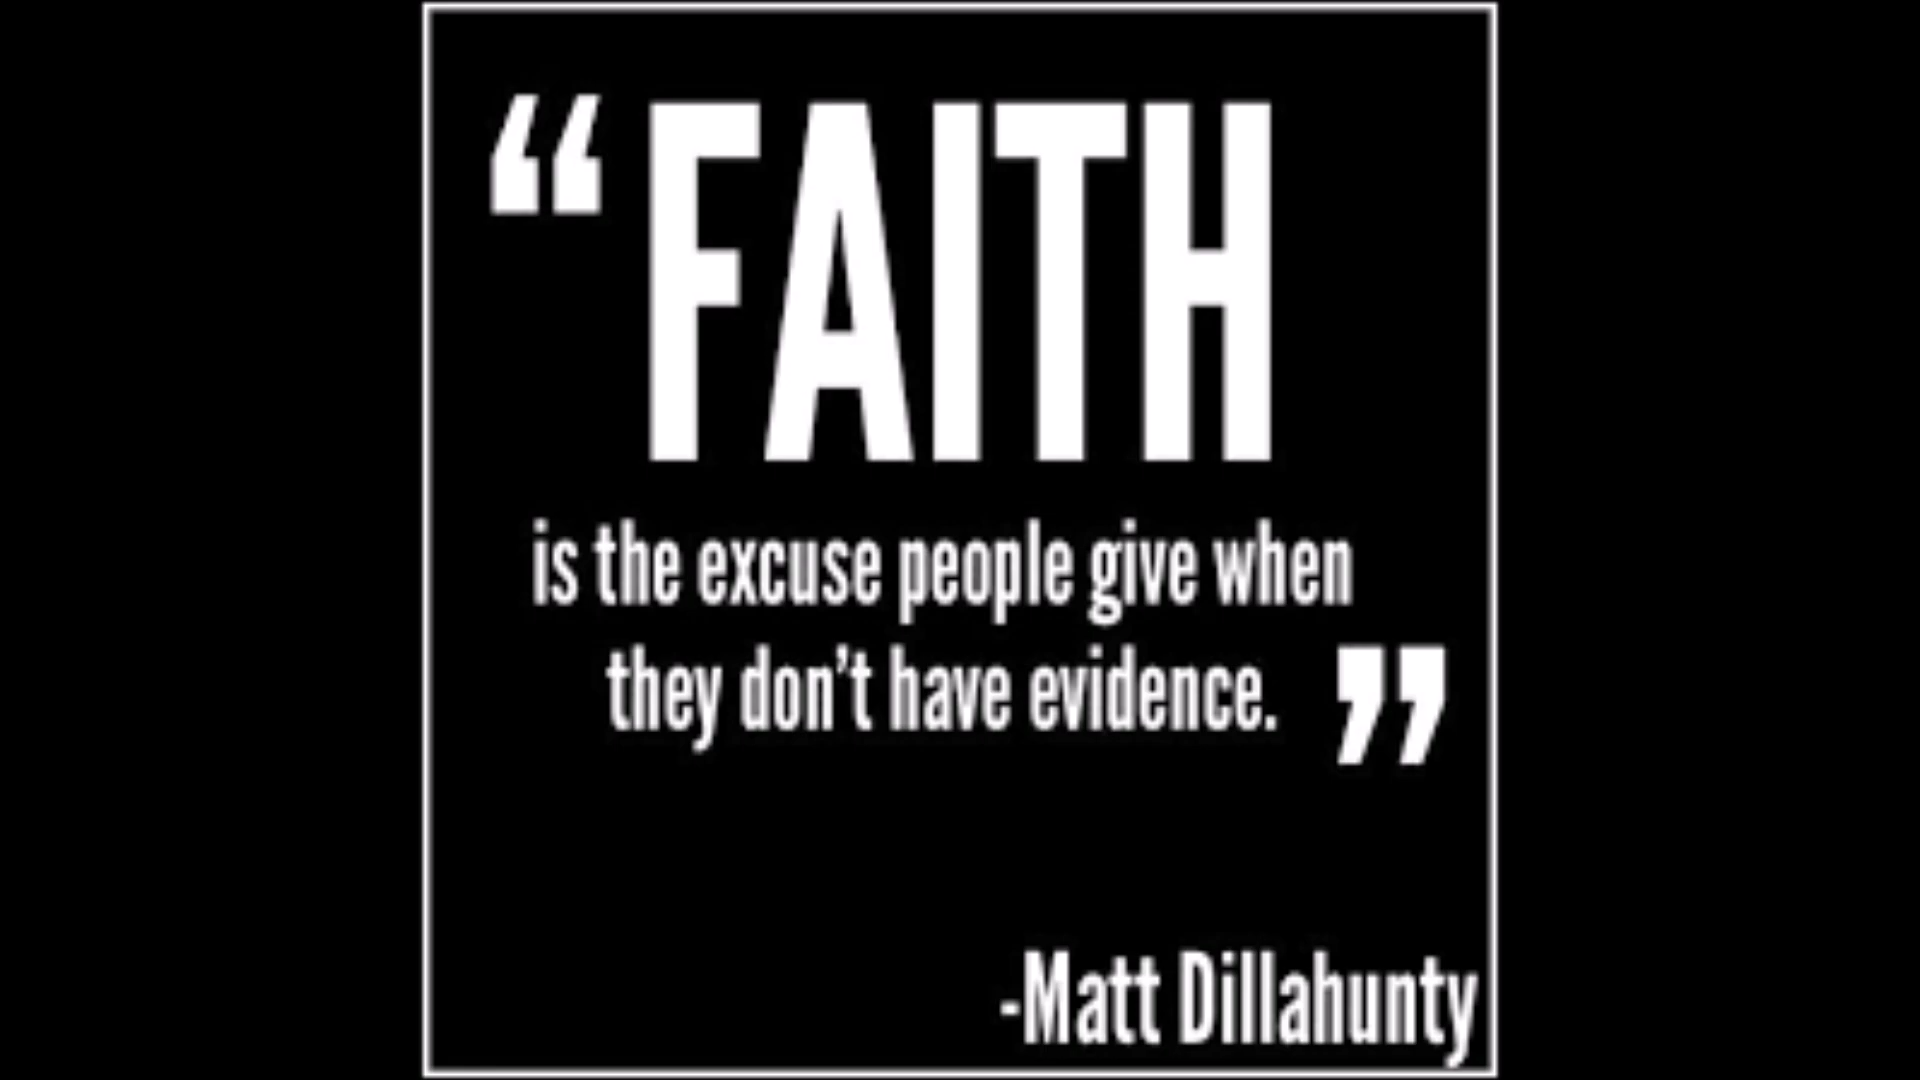 “FAITH
is the excuse people give when
they don’t have evidence.”
-Matt Dillahunty